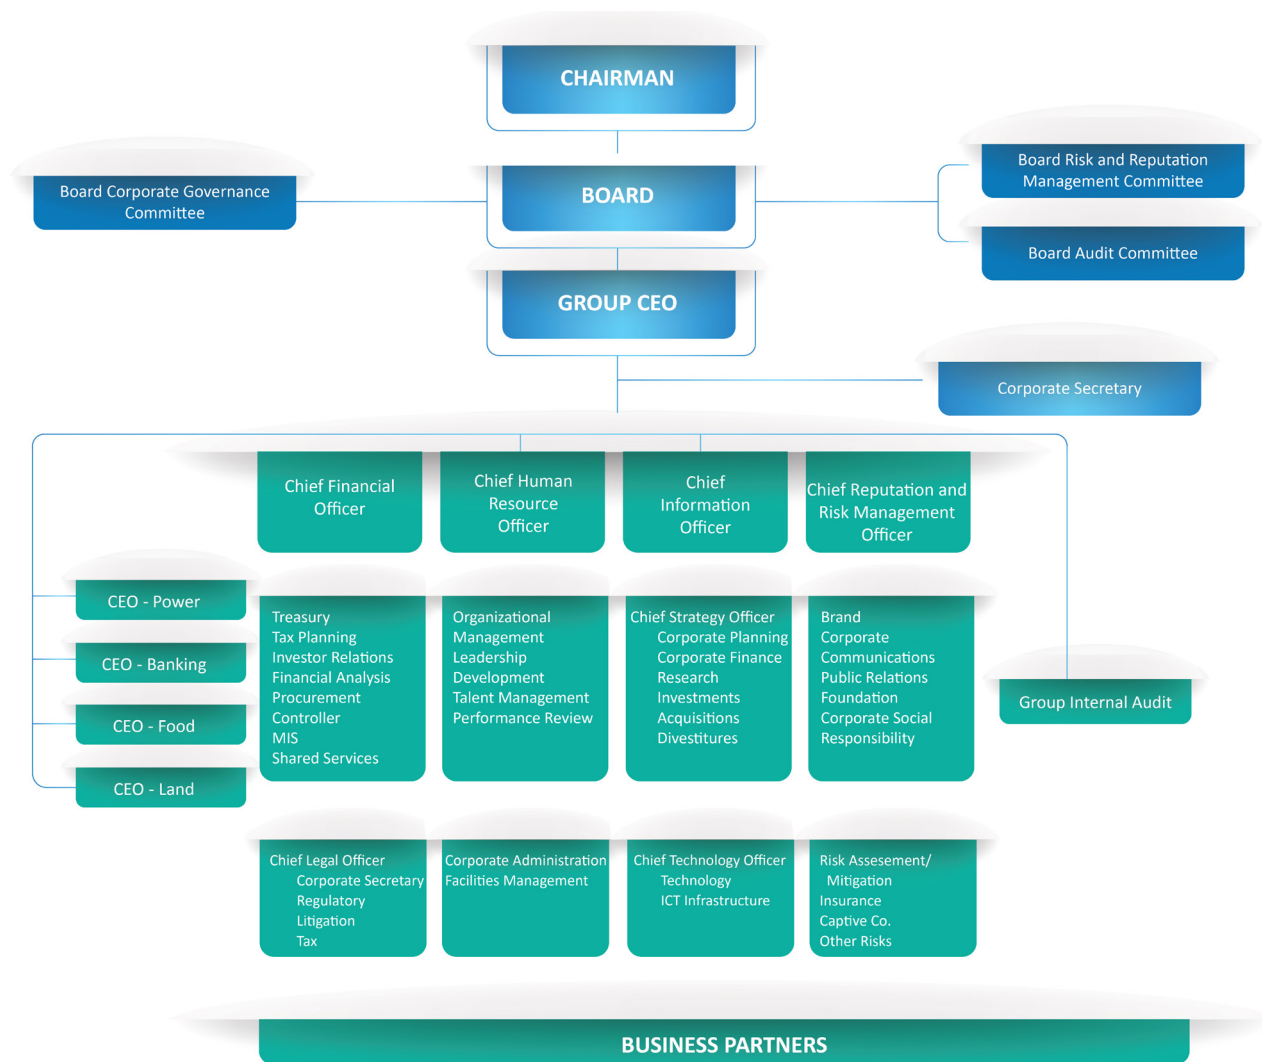 CHAIRMAN
Board Corporate Governance
Committee
BOARD
Board Risk and Reputation
Management Committee
Board Audit Committee
GROUP CEO
Corporate Secretary
Chief Financial
Officer
Chief Human
Resource
Officer
Chief
Information
Officer
Chief Reputation and
Risk Management
Officer
CEO - Power
CEO - Banking
CEO - Food
CEO - Land
Treasury
Tax Planning
Investor Relations
Financial Analysis
Procurement
Controller
MIS
Shared Services
Organizational
Management
Leadership
Development
Talent Management
Performance Review
Chief Strategy Officer
Corporate Planning
Corporate Finance
Research
Investments
Acquisitions
Divestitures
Brand
Corporate
Communications
Public Relations
Foundation
Corporate Social
Responsibility
Group Internal Audit
Chief Legal Officer
Corporate Secretary
Regulatory
Litigation
Tax
Corporate Administration
Facilities Management
Chief Technology Officer
Technology
ICT Infrastructure
Risk Assesement/
Mitigation
Insurance
Captive Co.
Other Risks
BUSINESS PARTNERS